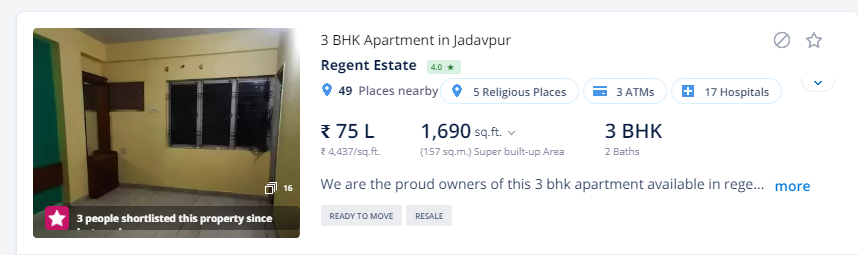 3 BHK Apartment in Jadavpur
Regent Estate 4.0 ★
49 Places nearby 5 Religious Places 3 ATMs 17 Hospitals
₹ 75 L 1,690 sq.ft. 3 BHK
₹ 4,437/sq.ft. (157 sq.m.) Super built-up Area 2 Baths
16
We are the proud owners of this 3 bhk apartment available in rege... more
3 people shortlisted this property since
READY TO MOVE RESALE